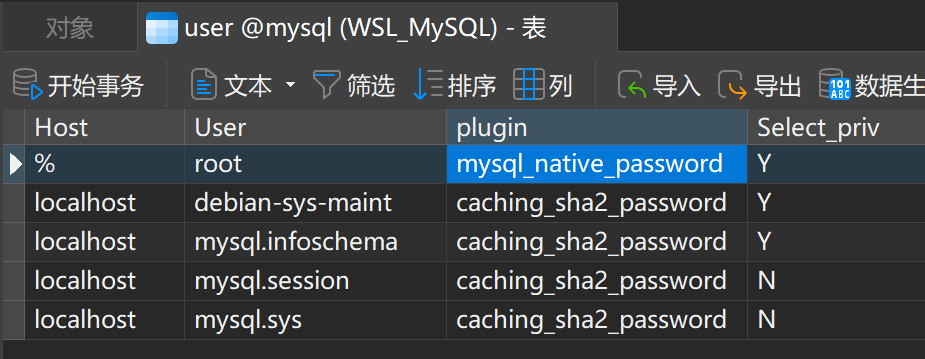 对象 user @mysql (WSL_MySQL) - 表
开始事务 文本 筛选 排序 列 导入 导出 101 ABC 数据生
Host User plugin Select_priv
% root mysql_native_password Y
localhost debian-sys-maint caching_sha2_password Y
localhost mysql.infoschema caching_sha2_password Y
localhost mysql.session caching_sha2_password N
localhost mysql.sys caching_sha2_password N